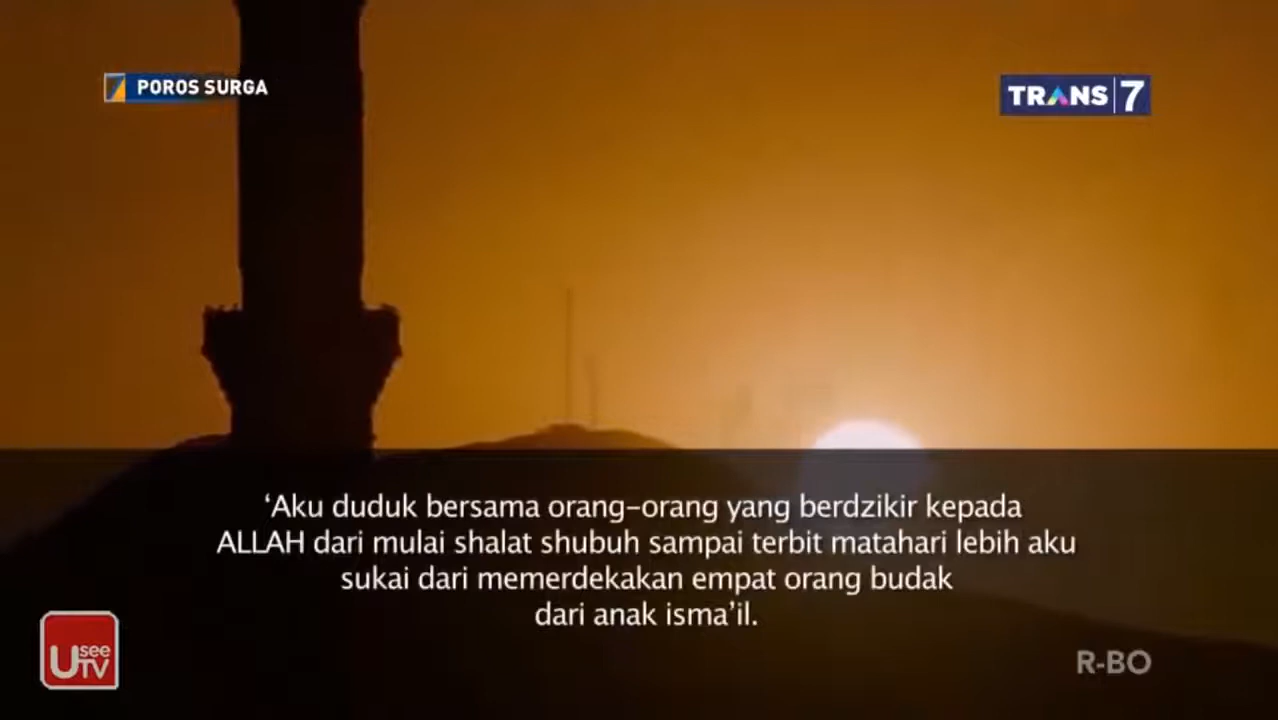 POROS SURGA
TRANS 7
‘Aku duduk bersama orang-orang yang berdzikir kepada
ALLAH dari mulai shalat shubuh sampai terbit matahari lebih aku
sukai dari memerdekakan empat orang budak
dari anak isma’il.
Usee TV
R-BO